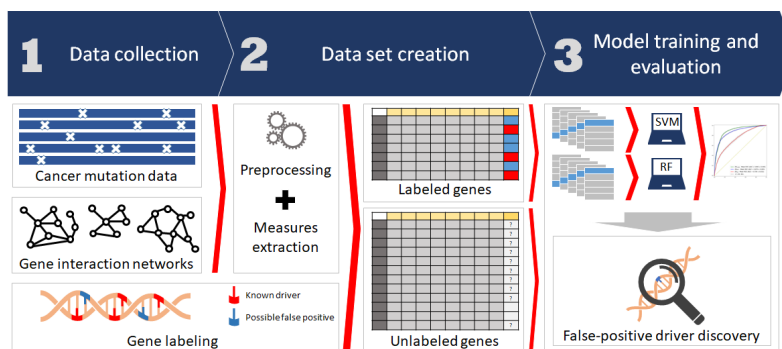 1 Data collection
2 Data set creation
3 Model training and
evaluation
Cancer mutation data
Gene interaction networks
Known driver
Possible false positive
Gene labeling
Preprocessing
+
Measures
extraction
Labeled genes
?
?
?
?
?
?
?
?
?
Unlabeled genes
SVM
RF
False-positive driver discovery